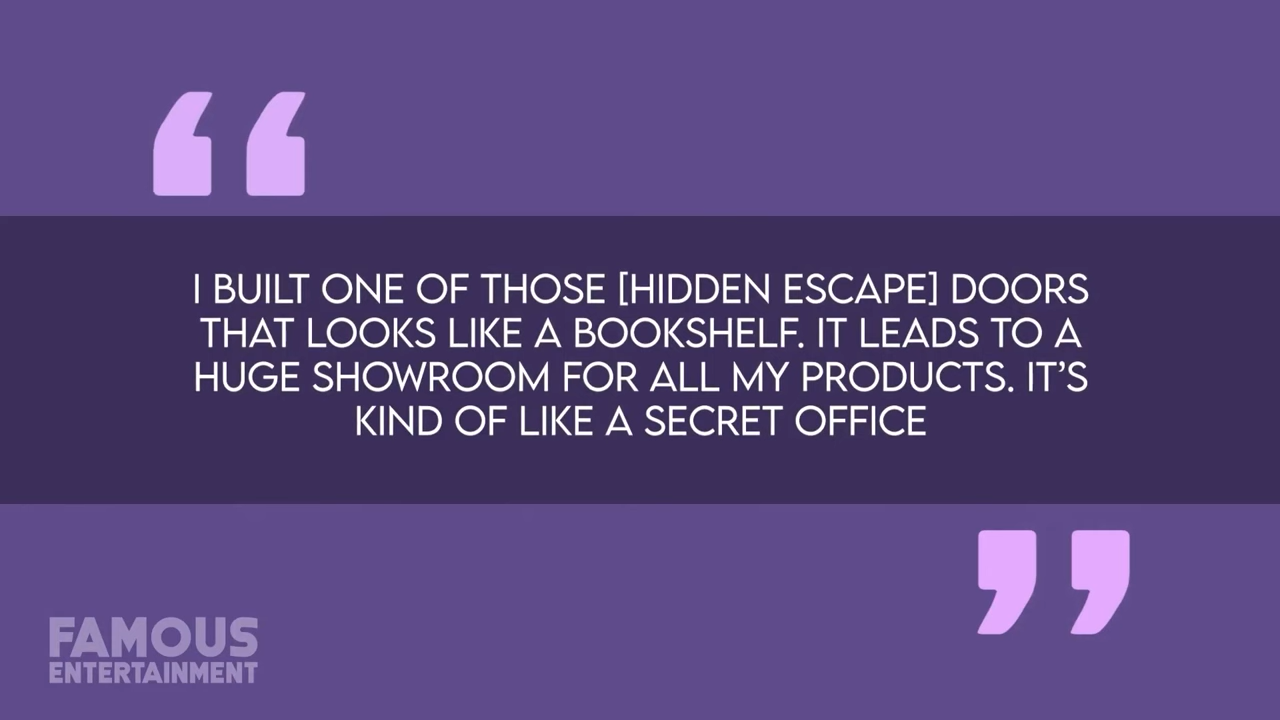 “
I BUILT ONE OF THOSE [HIDDEN ESCAPE] DOORS
THAT LOOKS LIKE A BOOKSHELF. IT LEADS TO A
HUGE SHOWROOM FOR ALL MY PRODUCTS. IT’S
KIND OF LIKE A SECRET OFFICE
”
FAMOUS
ENTERTAINMENT